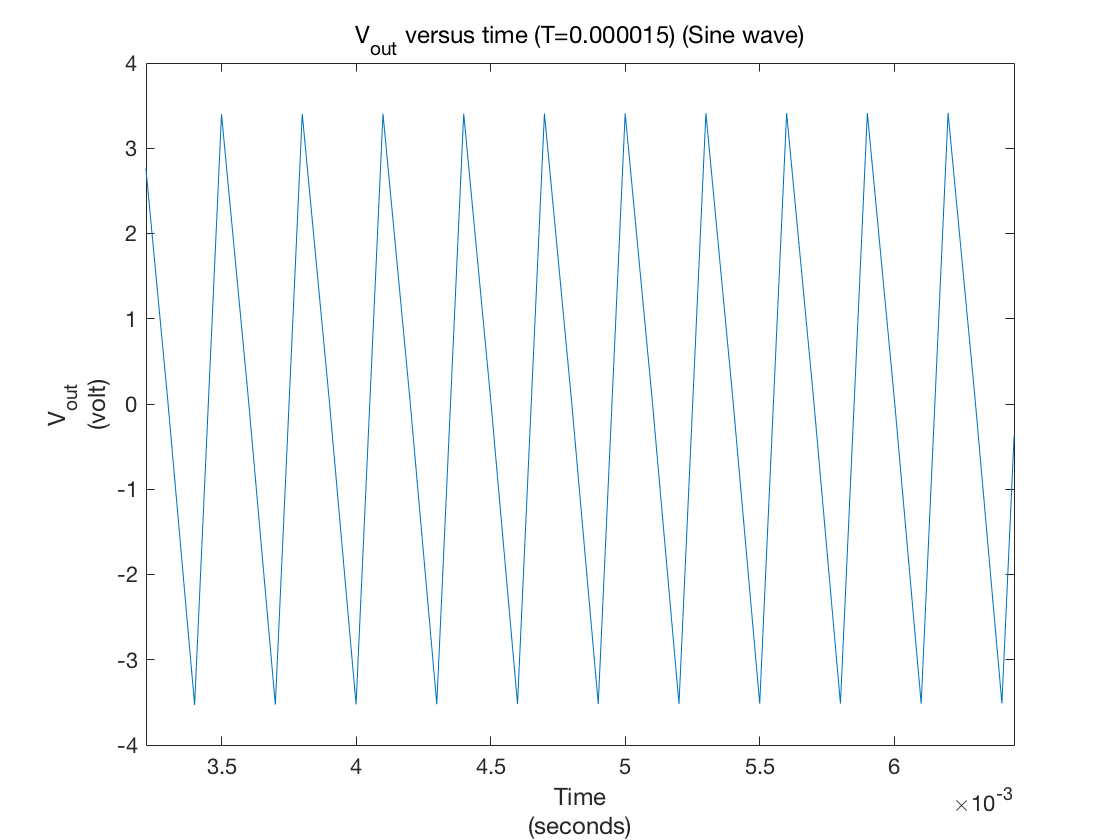 V_out versus time (T=0.000015) (Sine wave)
4
3
2
1
0
-1
-2
-3
-4
V_out
(volt)
3.5 4 4.5 5 5.5 6
×10^-3
Time
(seconds)